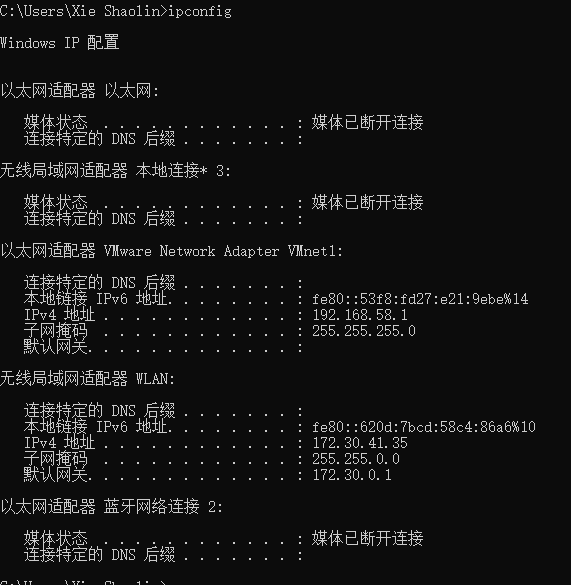 C:\Users\Xie Shaolin>ipconfig
Windows IP 配置
以太网适配器 以太网:
媒体状态 . . . . . . . . . . . . : 媒体已断开连接
连接特定的 DNS 后缀 . . . . . . . :
无线局域网适配器 本地连接* 3:
媒体状态 . . . . . . . . . . . . : 媒体已断开连接
连接特定的 DNS 后缀 . . . . . . . :
以太网适配器 VMware Network Adapter VMnet1:
连接特定的 DNS 后缀 . . . . . . . :
本地链接 IPv6 地址. . . . . . . . : fe80::53f8:fd27:e21:9ebe%14
IPv4 地址 . . . . . . . . . . . . : 192.168.58.1
子网掩码 . . . . . . . . . . . . : 255.255.255.0
默认网关. . . . . . . . . . . . . :
无线局域网适配器 WLAN:
连接特定的 DNS 后缀 . . . . . . . :
本地链接 IPv6 地址. . . . . . . . : fe80::620d:7bcd:58c4:86a6%10
IPv4 地址 . . . . . . . . . . . . : 172.30.41.35
子网掩码 . . . . . . . . . . . . : 255.255.0.0
默认网关. . . . . . . . . . . . . : 172.30.0.1
以太网适配器 蓝牙网络连接 2:
媒体状态 . . . . . . . . . . . . : 媒体已断开连接
连接特定的 DNS 后缀 . . . . . . . :